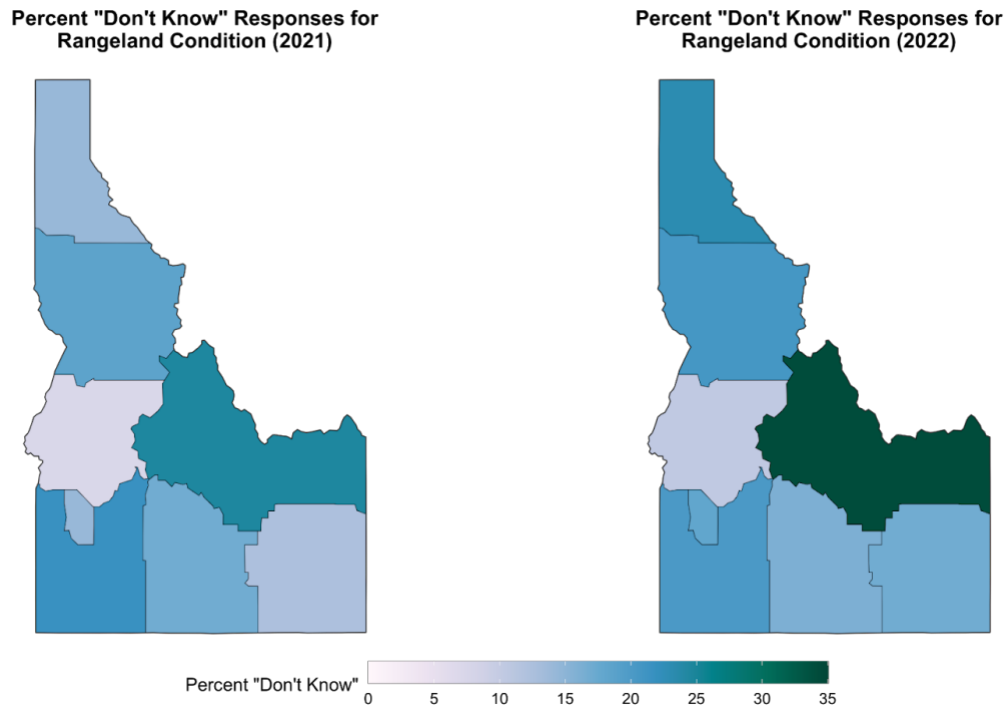 Percent "Don't Know" Responses for
Rangeland Condition (2021)
Percent "Don't Know" Responses for
Rangeland Condition (2022)
Percent "Don't Know"
0 5 10 15 20 25 30 35